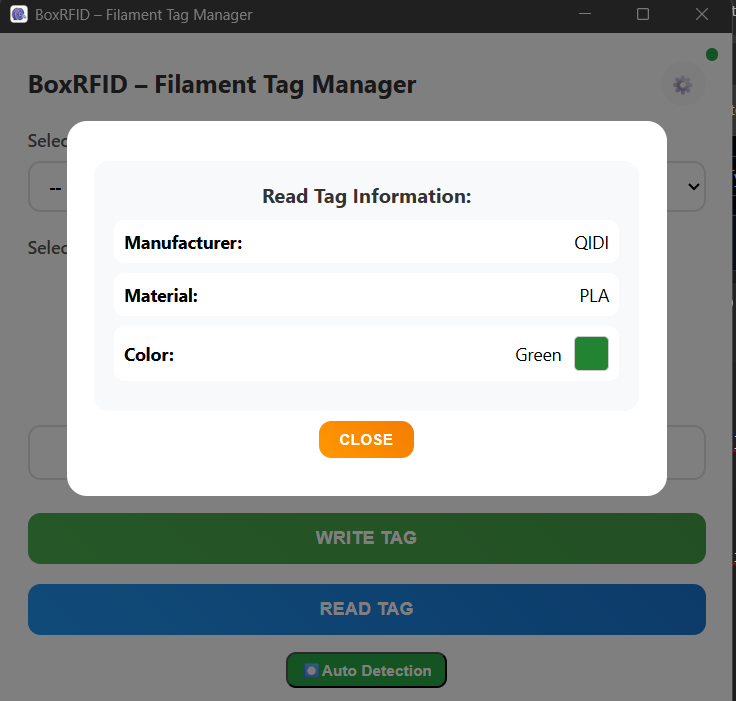 BoxRFID – Filament Tag Manager
BoxRFID – Filament Tag Manager
Selec
--
Selec
Read Tag Information:
Manufacturer: QIDI
Material: PLA
Color: Green
CLOSE
WRITE TAG
READ TAG
Auto Detection